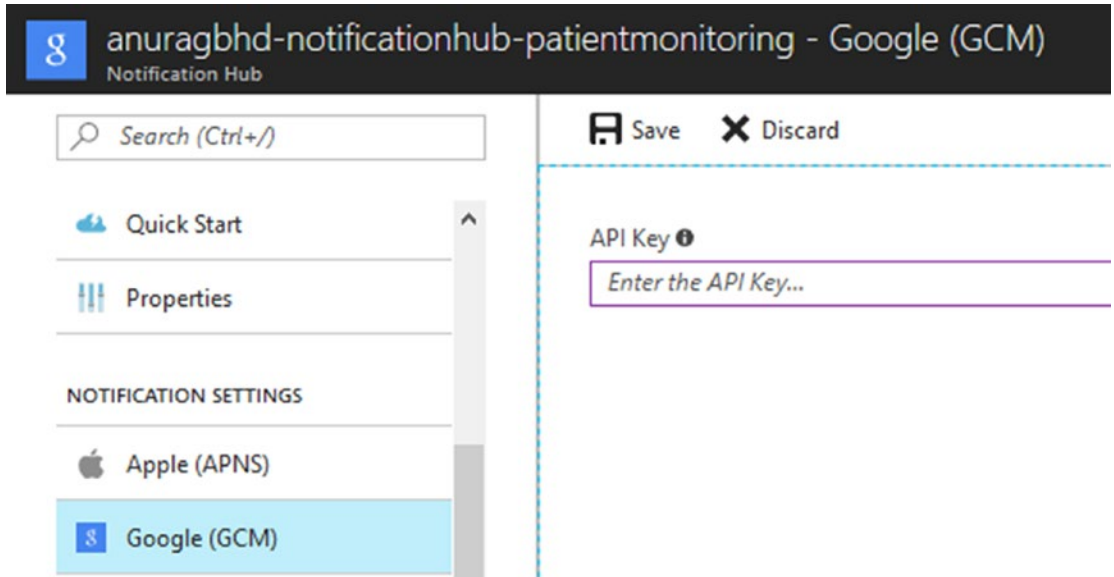 g anuragbhd-notificationhub-patientmonitoring - Google (GCM)
Notification Hub
Search (Ctrl+/)
Quick Start
Properties
NOTIFICATION SETTINGS
Apple (APNS)
g Google (GCM)
Save Discard
API Key
Enter the API Key...